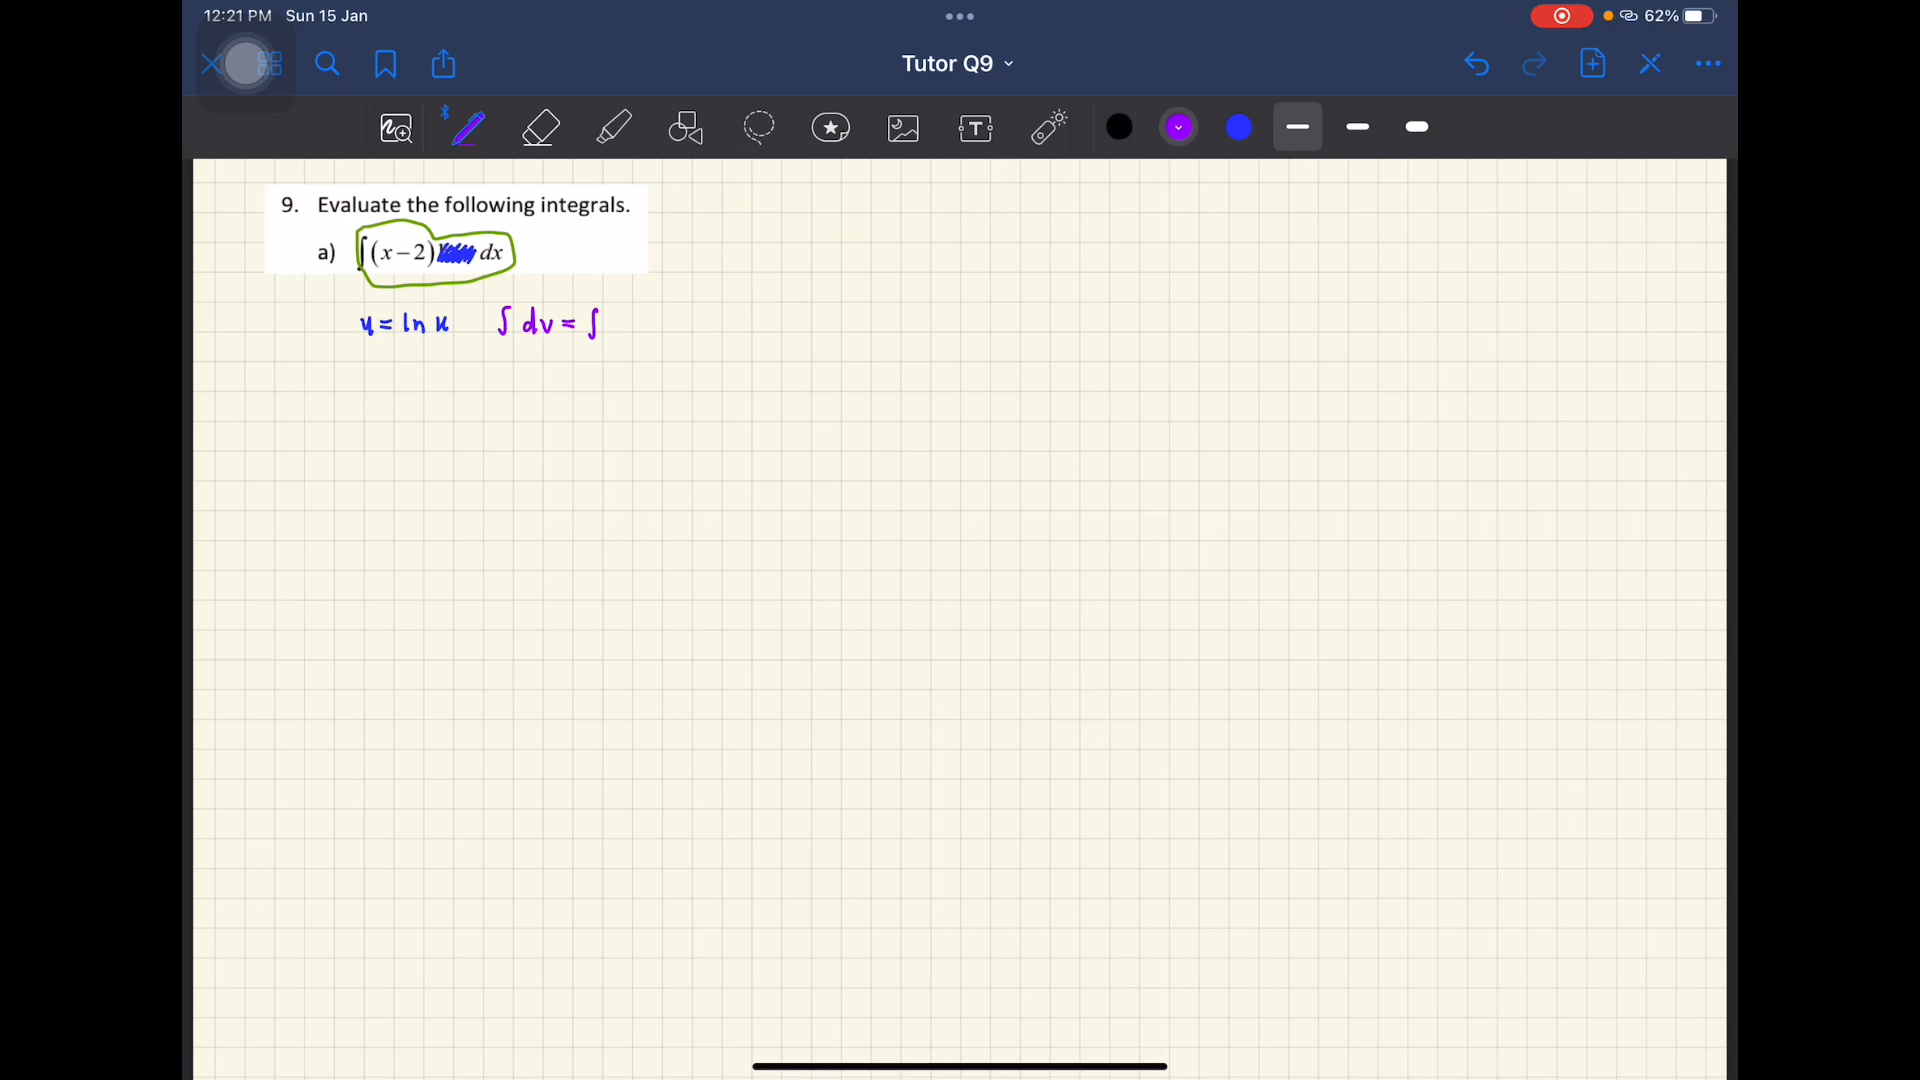 12:21 PM Sun 15 Jan 62%
Tutor Q9
T
9. Evaluate the following integrals.
a) ∫(x−2) dx
u = ln x ∫ dv = ∫